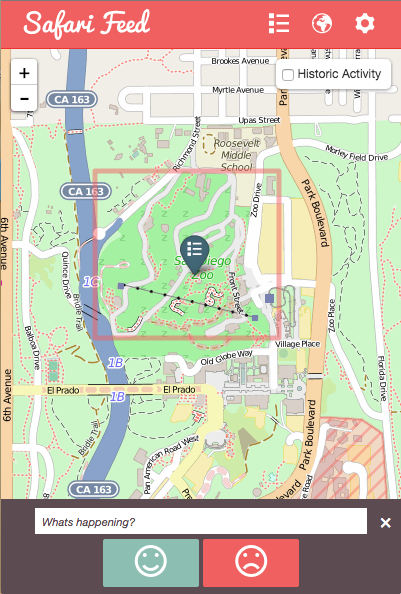 Safari Feed
Brookes Avenue
Myrtle Avenue
Historic Activity
+
-
CA 163
Upas Street
Richmond Street
Roosevelt
Middle
School
Morley Field Drive
CA 163
Zoo Drive
Park Boulevard
6th Avenue
San Diego
Zoo
Quince Drive
Bridle Trail
1C
Front Street
Zoo Place
Balboa Drive
Village Place
Old Globe Way
1B
Florida Drive
El Prado
El Prado
1B
6th Avenue
Park Boulevard
Bridle Trail
Pan American Road West
CA 163
Whats happening?
×